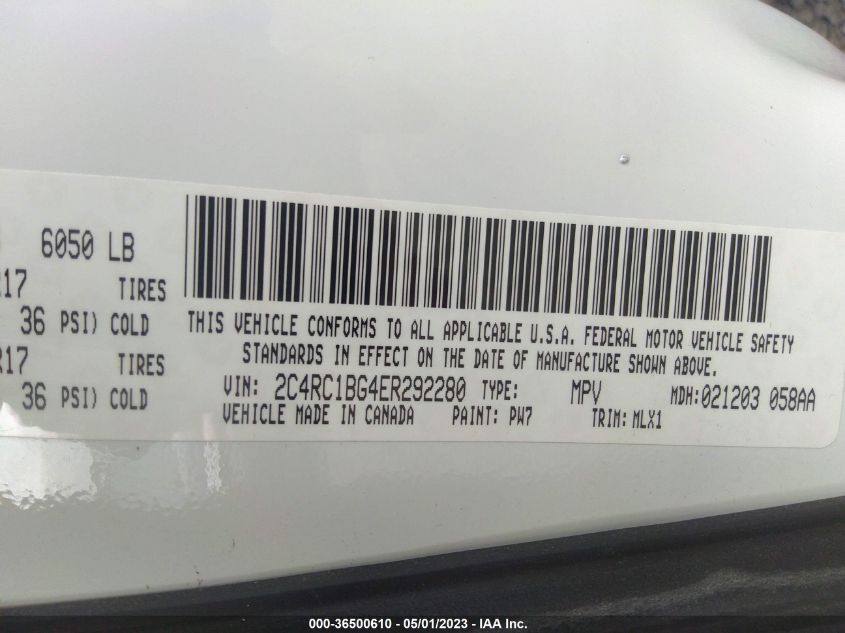 6050 LB
R17 TIRES
36 PSI) COLD
R17 TIRES
36 PSI) COLD
THIS VEHICLE CONFORMS TO ALL APPLICABLE U.S.A. FEDERAL MOTOR VEHICLE SAFETY
STANDARDS IN EFFECT ON THE DATE OF MANUFACTURE SHOWN ABOVE.
VIN: 2C4RC1BG4ER292280 TYPE: MPV MDH:021203 058AA
VEHICLE MADE IN CANADA PAINT: PW7 TRIM: MLX1
000-36500610 - 05/01/2023 - IAA Inc.